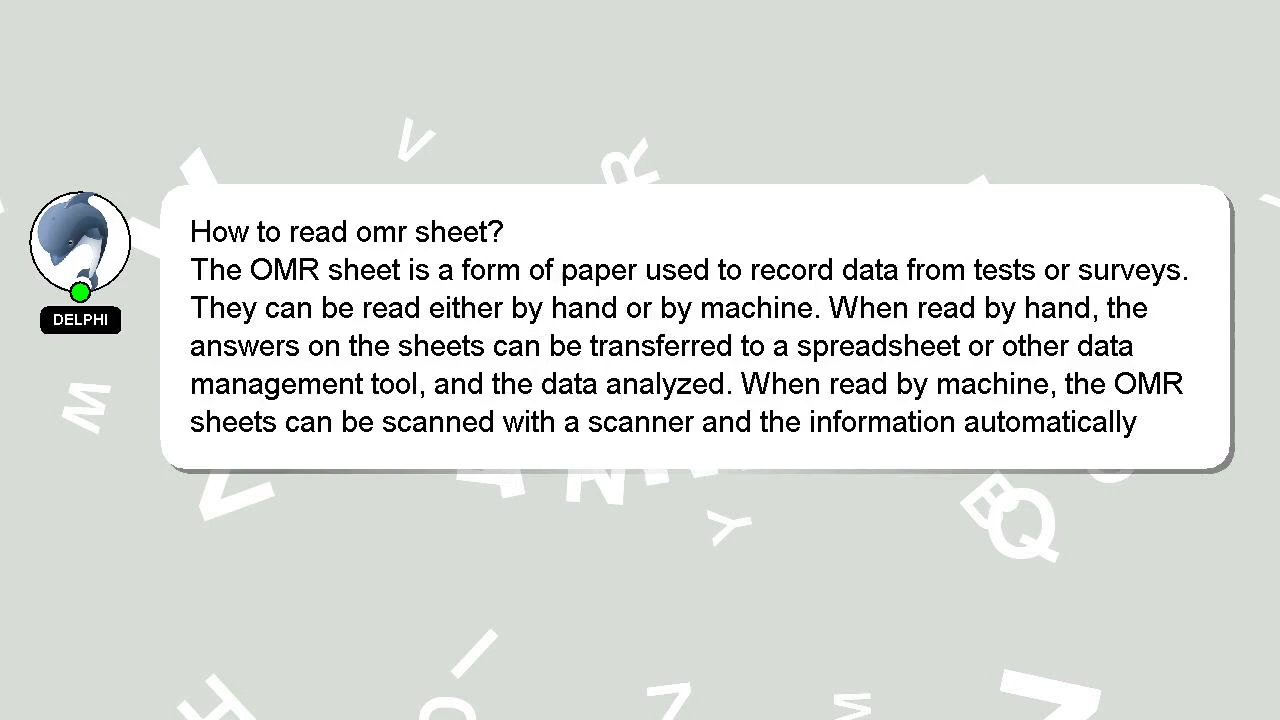 How to read omr sheet?
The OMR sheet is a form of paper used to record data from tests or surveys.
They can be read either by hand or by machine. When read by hand, the
answers on the sheets can be transferred to a spreadsheet or other data
management tool, and the data analyzed. When read by machine, the OMR
sheets can be scanned with a scanner and the information automatically
DELPHI
V
R
W
Y
B
Q
H
I